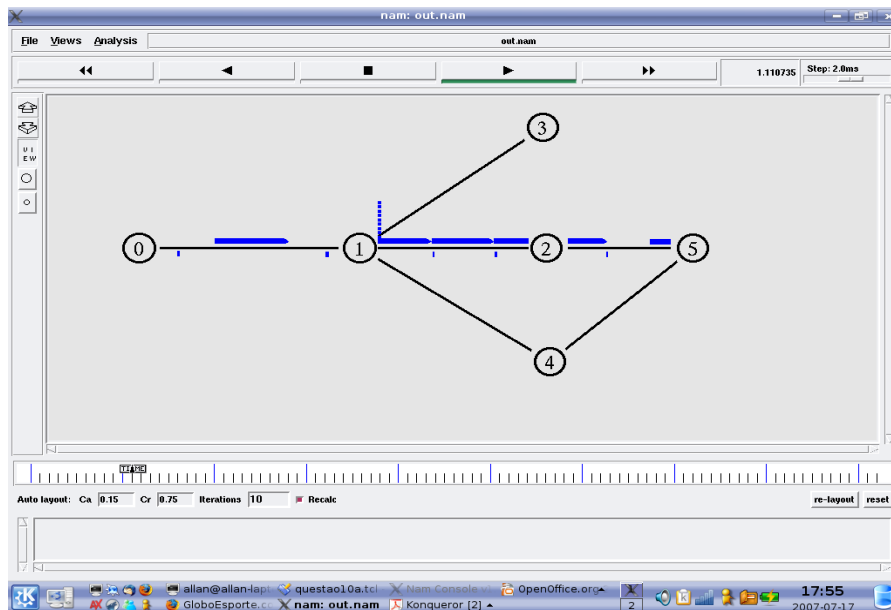 nam: out.nam
File Views Analysis out.nam
1.110735 Step: 2.0ms
V I
E W
3
0 1 2 5
4
TIME
Auto layout: Ca 0.15 Cr 0.75 Iterations 10 Recalc re-layout reset
allan@allan-lapt questao10a.tcl Nam Console v OpenOffice.org
GloboEsporte.cc nam: out.nam Konqueror [2] 2
17:55
2007-07-17